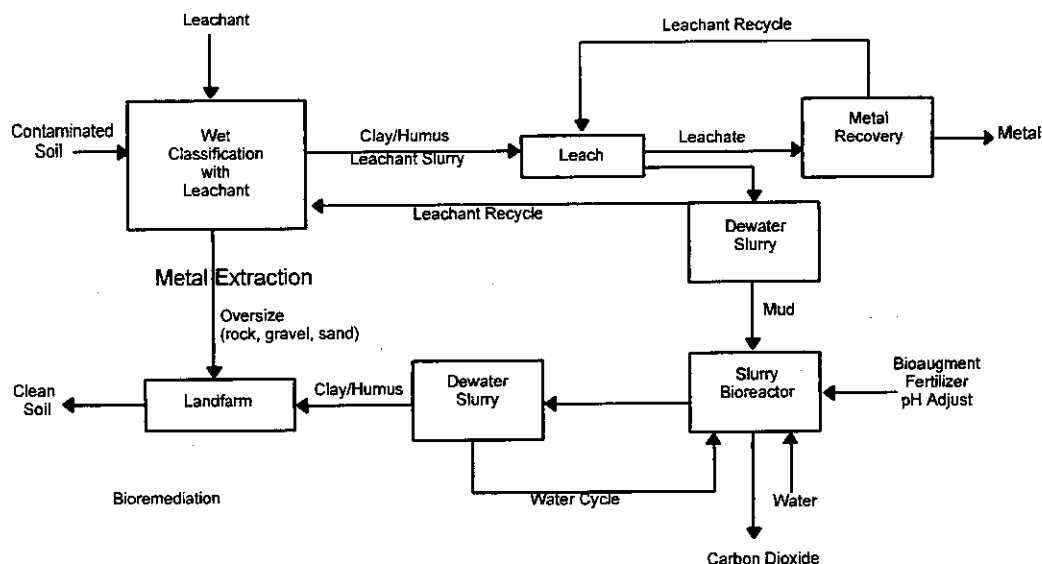 Leachant
Leachant Recycle
Contaminated
Soil
Wet
Classification
with
Leachant
Clay/Humus
Leachant Slurry
Leach
Leachate
Metal
Recovery
Metal
Leachant Recycle
Dewater
Slurry
Metal Extraction
Mud
Oversize
(rock, gravel, sand)
Clean
Soil
Landfarm
Clay/Humus
Dewater
Slurry
Slurry
Bioreactor
Bioaugment
Fertilizer
pH Adjust
Bioremediation
Water Cycle
Water
Carbon Dioxide